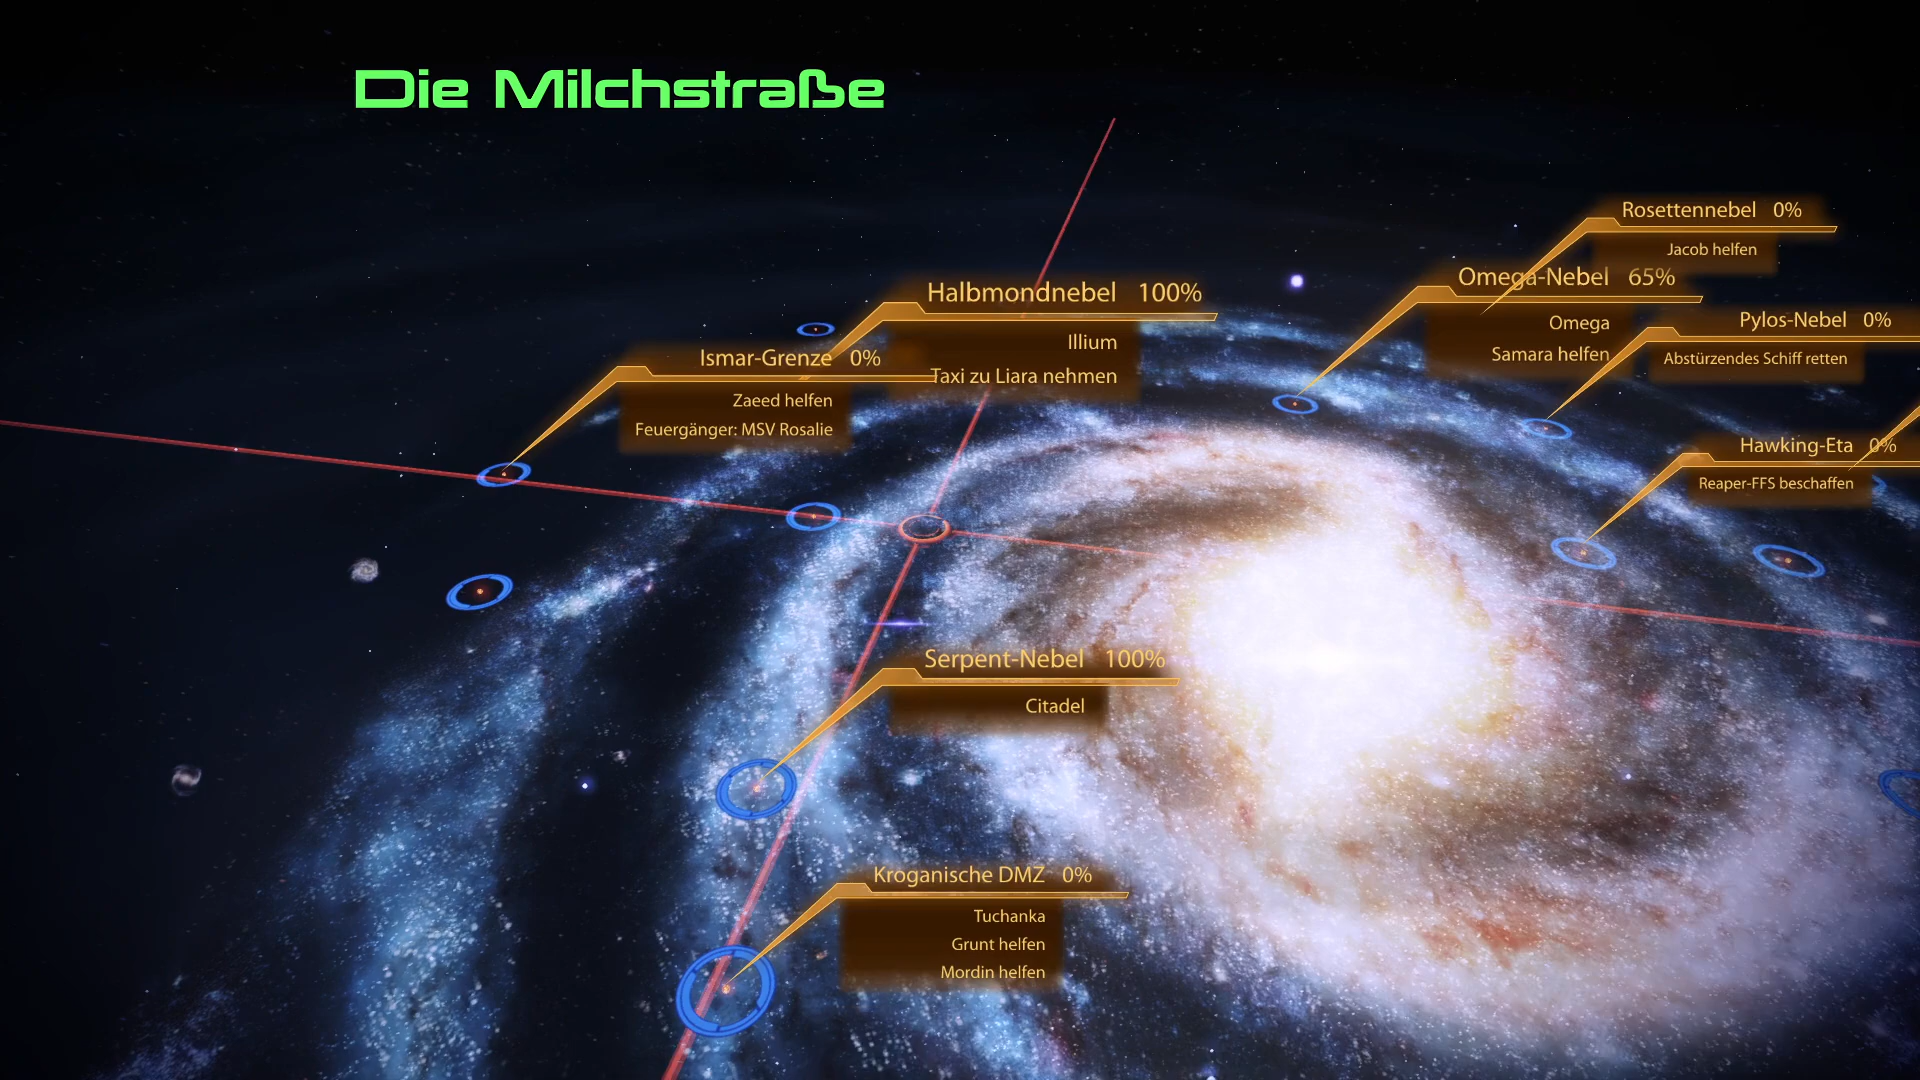 Die Milchstraße
Rosettennebel 0%
Jacob helfen
Omega-Nebel 65%
Omega
Samara helfen
Halbmondnebel 100%
Illium
Taxi zu Liara nehmen
Pylos-Nebel 0%
Abstürzendes Schiff retten
Ismar-Grenze 0%
Zaeed helfen
Feuergänger: MSV Rosalie
Hawking-Eta 0%
Reaper-FFS beschaffen
Serpent-Nebel 100%
Citadel
Kroganische DMZ 0%
Tuchanka
Grunt helfen
Mordin helfen